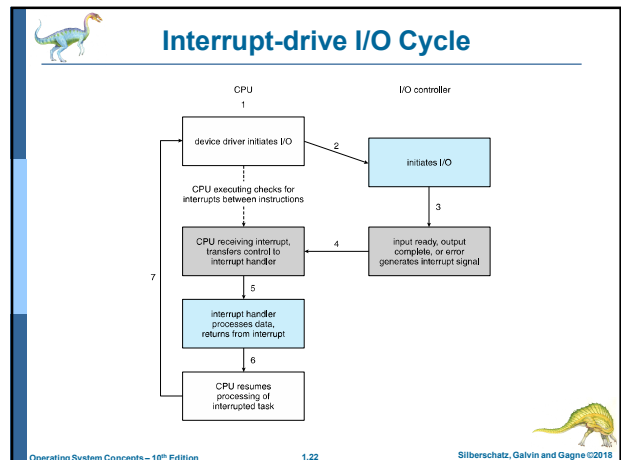 Interrupt-drive I/O Cycle
CPU
I/O controller
1
device driver initiates I/O
2
initiates I/O
CPU executing checks for
interrupts between instructions
3
CPU receiving interrupt,
transfers control to
interrupt handler
4
input ready, output
complete, or error
generates interrupt signal
7
5
interrupt handler
processes data,
returns from interrupt
6
CPU resumes
processing of
interrupted task
Operating System Concepts – 10th Edition
1.22
Silberschatz, Galvin and Gagne ©2018